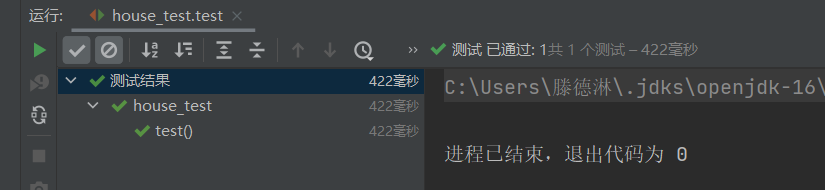 运行: house_test.test
测试 已通过: 1共 1 个测试 – 422毫秒
测试结果 422毫秒
house_test 422毫秒
test() 422毫秒
C:\Users\滕德淋\.jdks\openjdk-16\
进程已结束，退出代码为 0